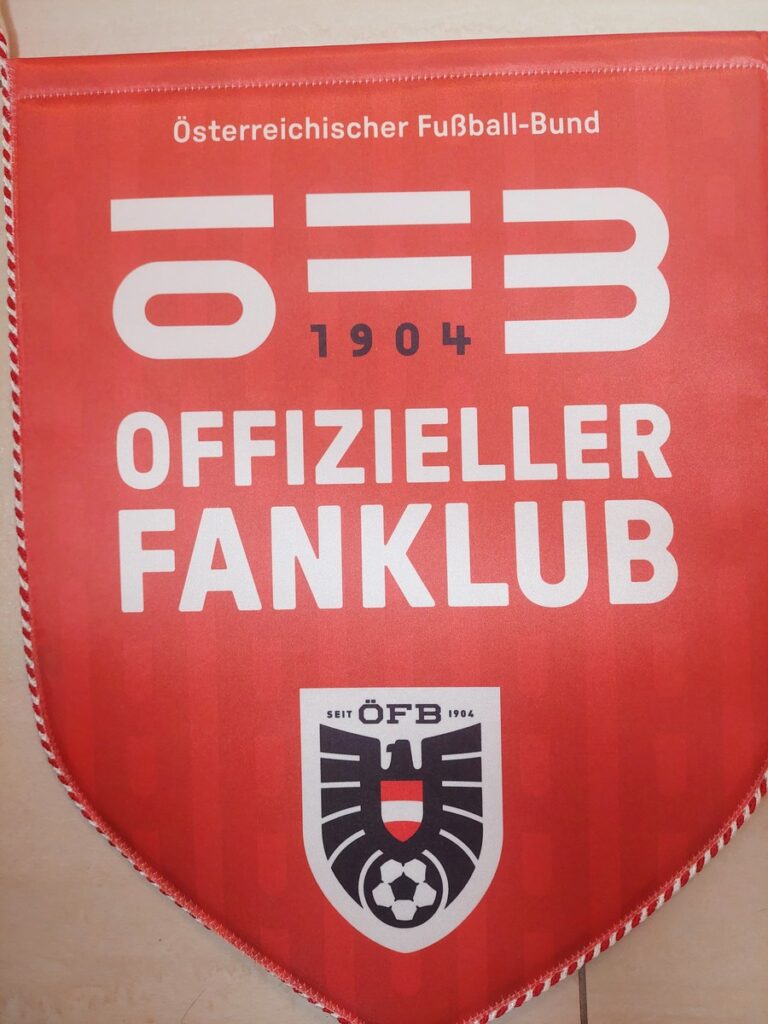 Österreichischer Fußball-Bund
ÖFB
1904
OFFIZIELLER
FANKLUB
SEIT ÖFB 1904